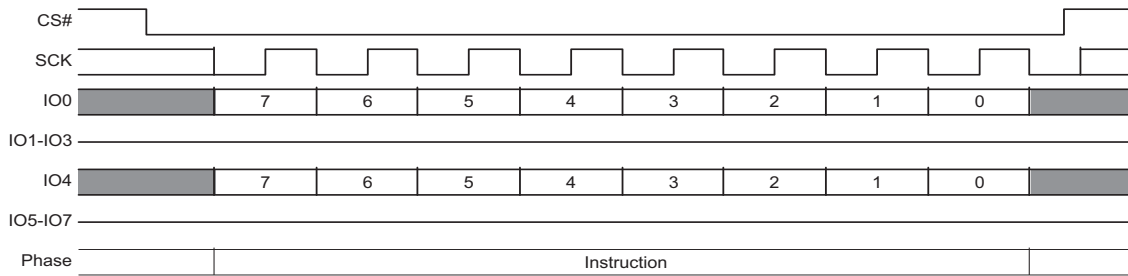 CS#
SCK
IO0 7 6 5 4 3 2 1 0
IO1-IO3
IO4 7 6 5 4 3 2 1 0
IO5-IO7
Phase Instruction